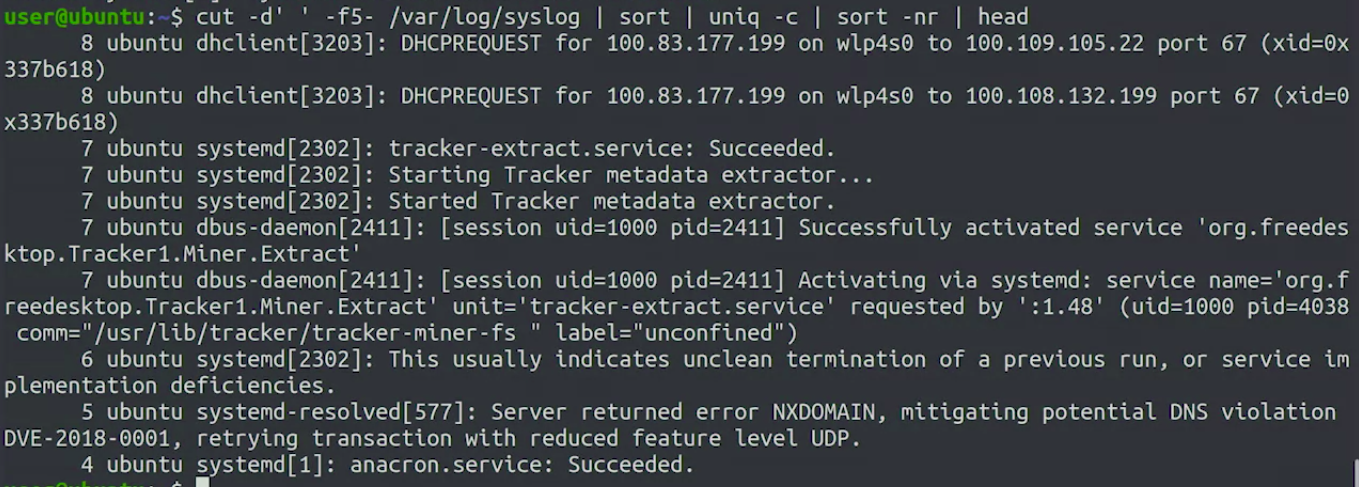 user@ubuntu:~$ cut -d' ' -f5- /var/log/syslog | sort | uniq -c | sort -nr | head
      8 ubuntu dhclient[3203]: DHCPREQUEST for 100.83.177.199 on wlp4s0 to 100.109.105.22 port 67 (xid=0x
337b618)
      8 ubuntu dhclient[3203]: DHCPREQUEST for 100.83.177.199 on wlp4s0 to 100.108.132.199 port 67 (xid=0
x337b618)
      7 ubuntu systemd[2302]: tracker-extract.service: Succeeded.
      7 ubuntu systemd[2302]: Starting Tracker metadata extractor...
      7 ubuntu systemd[2302]: Started Tracker metadata extractor.
      7 ubuntu dbus-daemon[2411]: [session uid=1000 pid=2411] Successfully activated service 'org.freedes
ktop.Tracker1.Miner.Extract'
      7 ubuntu dbus-daemon[2411]: [session uid=1000 pid=2411] Activating via systemd: service name='org.f
reedesktop.Tracker1.Miner.Extract' unit='tracker-extract.service' requested by ':1.48' (uid=1000 pid=4038
 comm="/usr/lib/tracker/tracker-miner-fs " label="unconfined")
      6 ubuntu systemd[2302]: This usually indicates unclean termination of a previous run, or service im
plementation deficiencies.
      5 ubuntu systemd-resolved[577]: Server returned error NXDOMAIN, mitigating potential DNS violation
DVE-2018-0001, retrying transaction with reduced feature level UDP.
      4 ubuntu systemd[1]: anacron.service: Succeeded.
user@ubuntu:~$